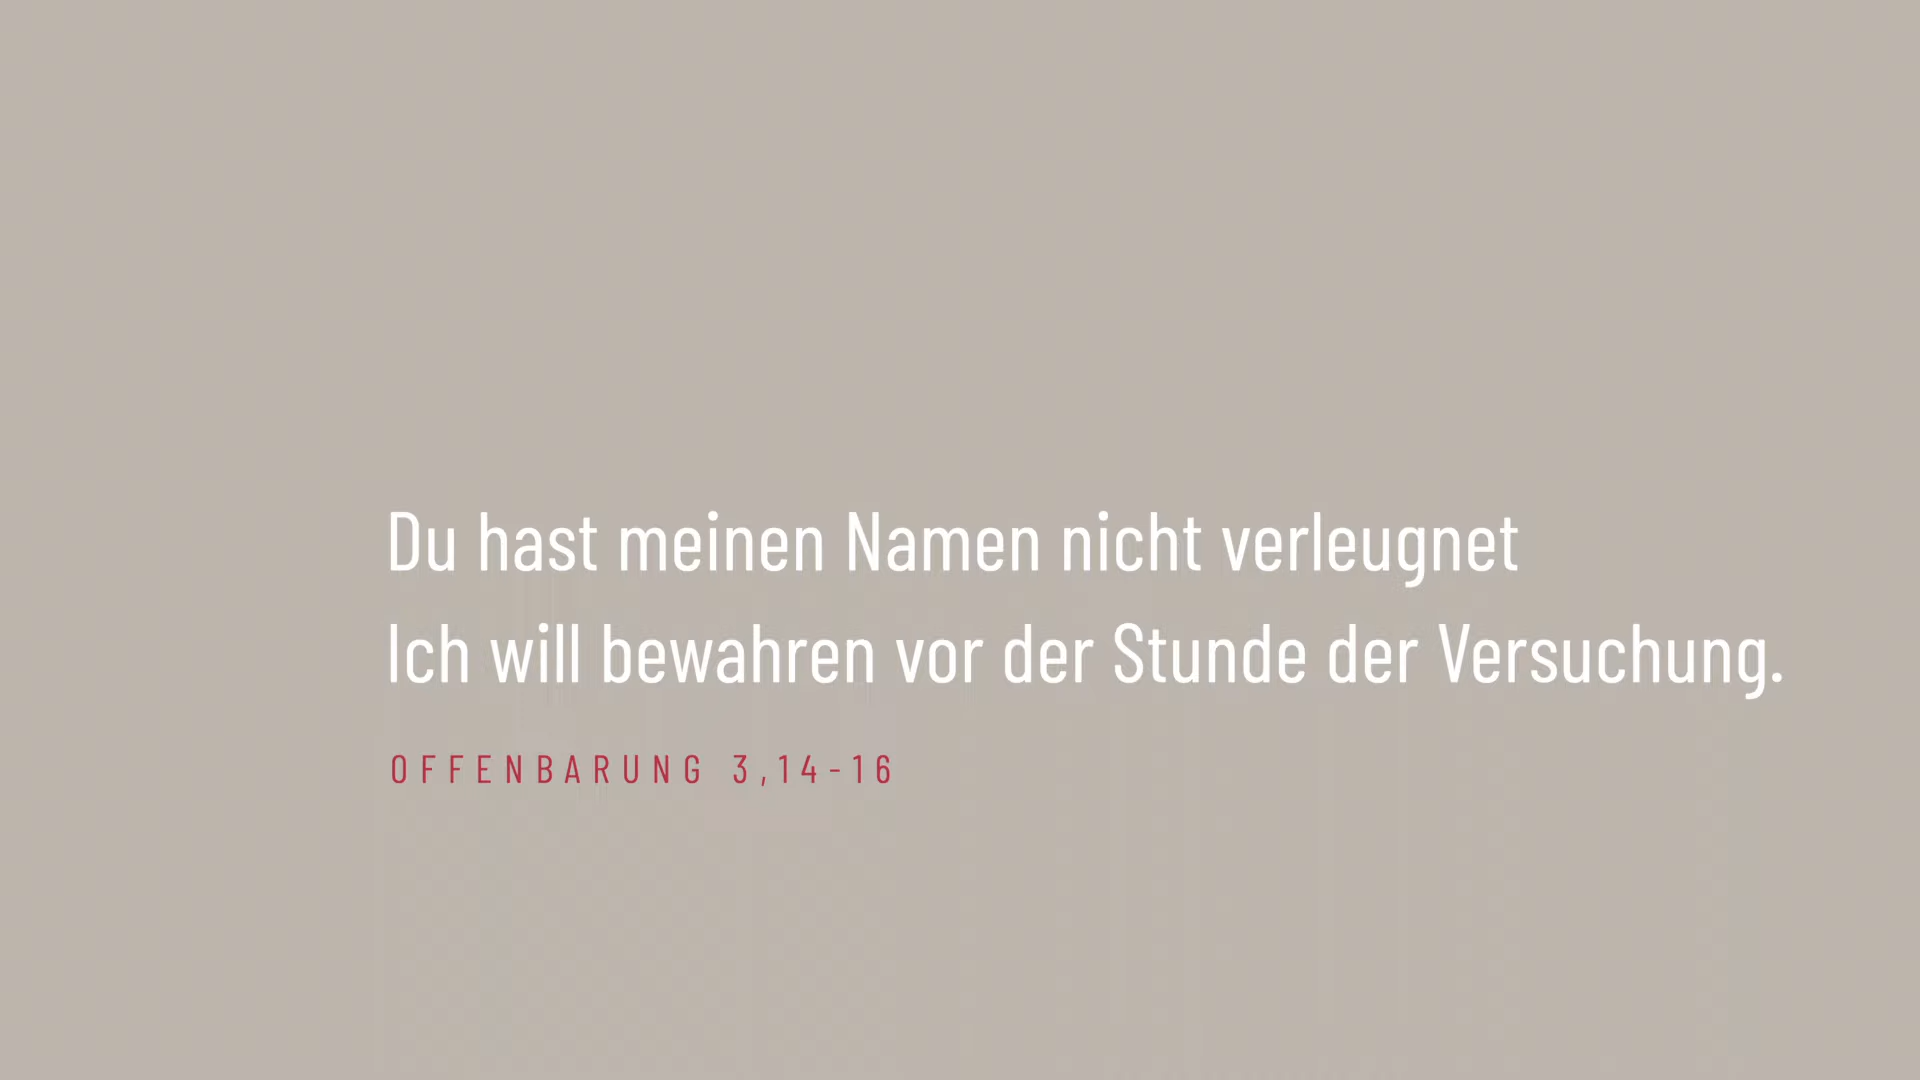 Du hast meinen Namen nicht verleugnet
Ich will bewahren vor der Stunde der Versuchung.
OFFENBARUNG 3,14-16